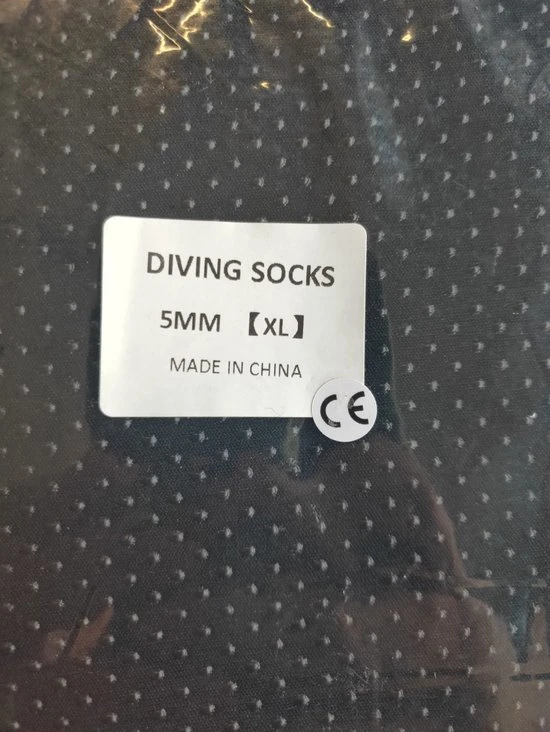 DIVING SOCKS
5MM 【XL】
MADE IN CHINA
CE